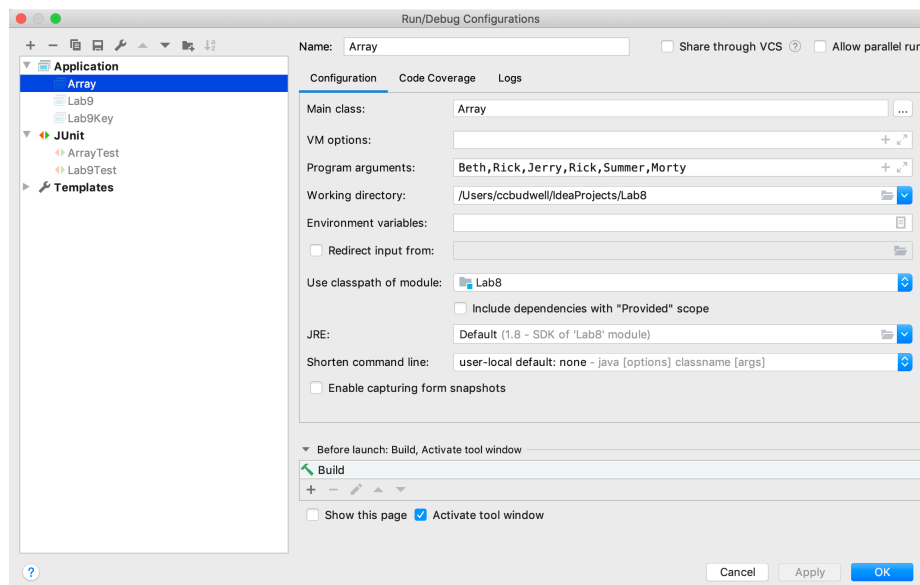 Run/Debug Configurations
Name: Array
Share through VCS ?
Allow parallel run
Application
Array
Lab9
Lab9Key
JUnit
ArrayTest
Lab9Test
Templates
Configuration Code Coverage Logs
Main class: Array ...
VM options:
Program arguments: Beth,Rick,Jerry,Rick,Summer,Morty
Working directory: /Users/ccbudwell/IdeaProjects/Lab8
Environment variables:
Redirect input from:
Use classpath of module: Lab8
Include dependencies with "Provided" scope
JRE: Default (1.8 - SDK of 'Lab8' module)
Shorten command line: user-local default: none - java [options] classname [args]
Enable capturing form snapshots
Before launch: Build, Activate tool window
Build
Show this page Activate tool window
? Cancel Apply OK